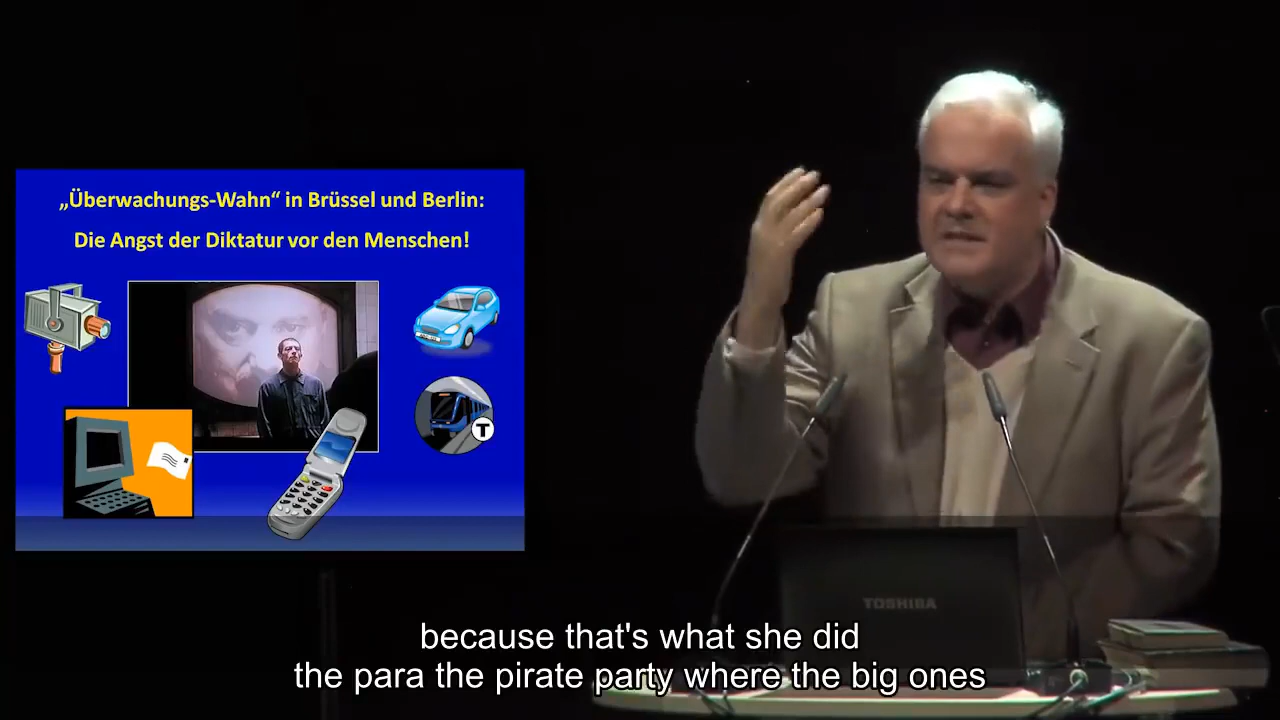 „Überwachungs-Wahn“ in Brüssel und Berlin:
Die Angst der Diktatur vor den Menschen!
T
TOSHIBA
because that's what she did
the para the pirate party where the big ones